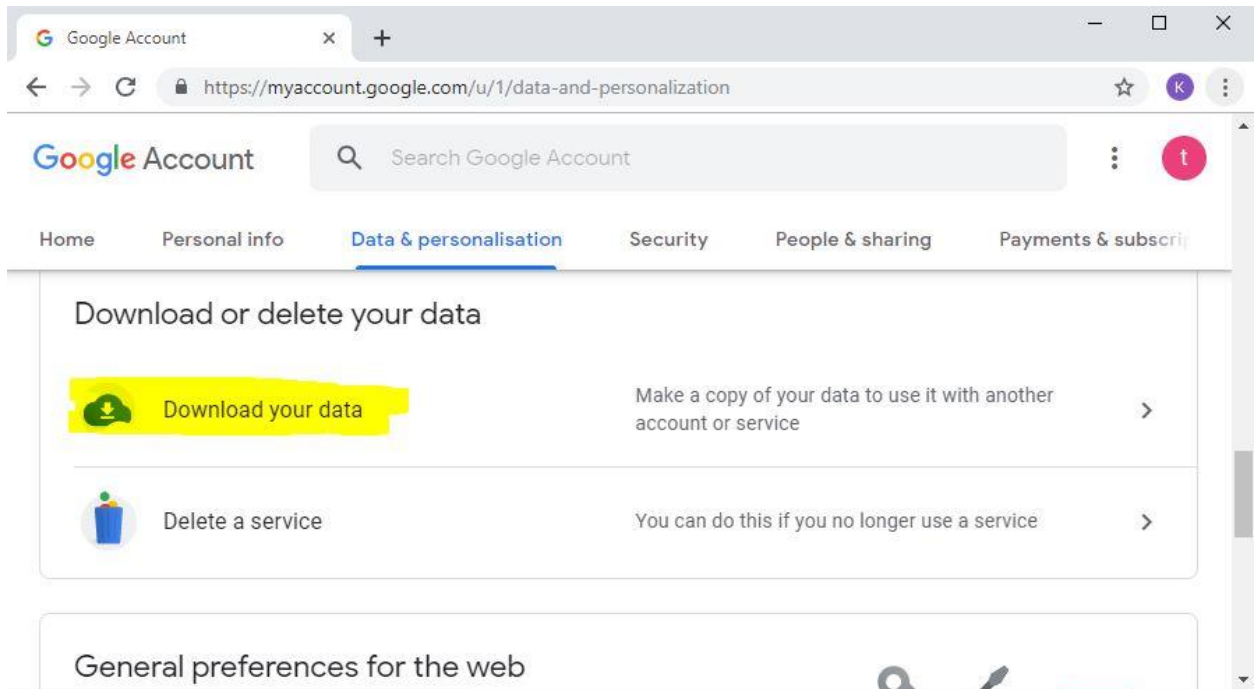 G Google Account
https://myaccount.google.com/u/1/data-and-personalization
K
Google Account
Search Google Account
t
Home Personal info Data & personalisation Security People & sharing Payments & subscrip
Download or delete your data
Download your data
Make a copy of your data to use it with another
account or service
Delete a service
You can do this if you no longer use a service
General preferences for the web